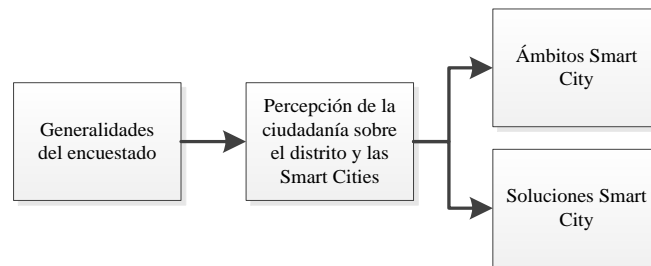 Generalidades
del encuestado
Percepción de la
ciudadanía sobre
el distrito y las
Smart Cities
Ámbitos Smart
City
Soluciones Smart
City